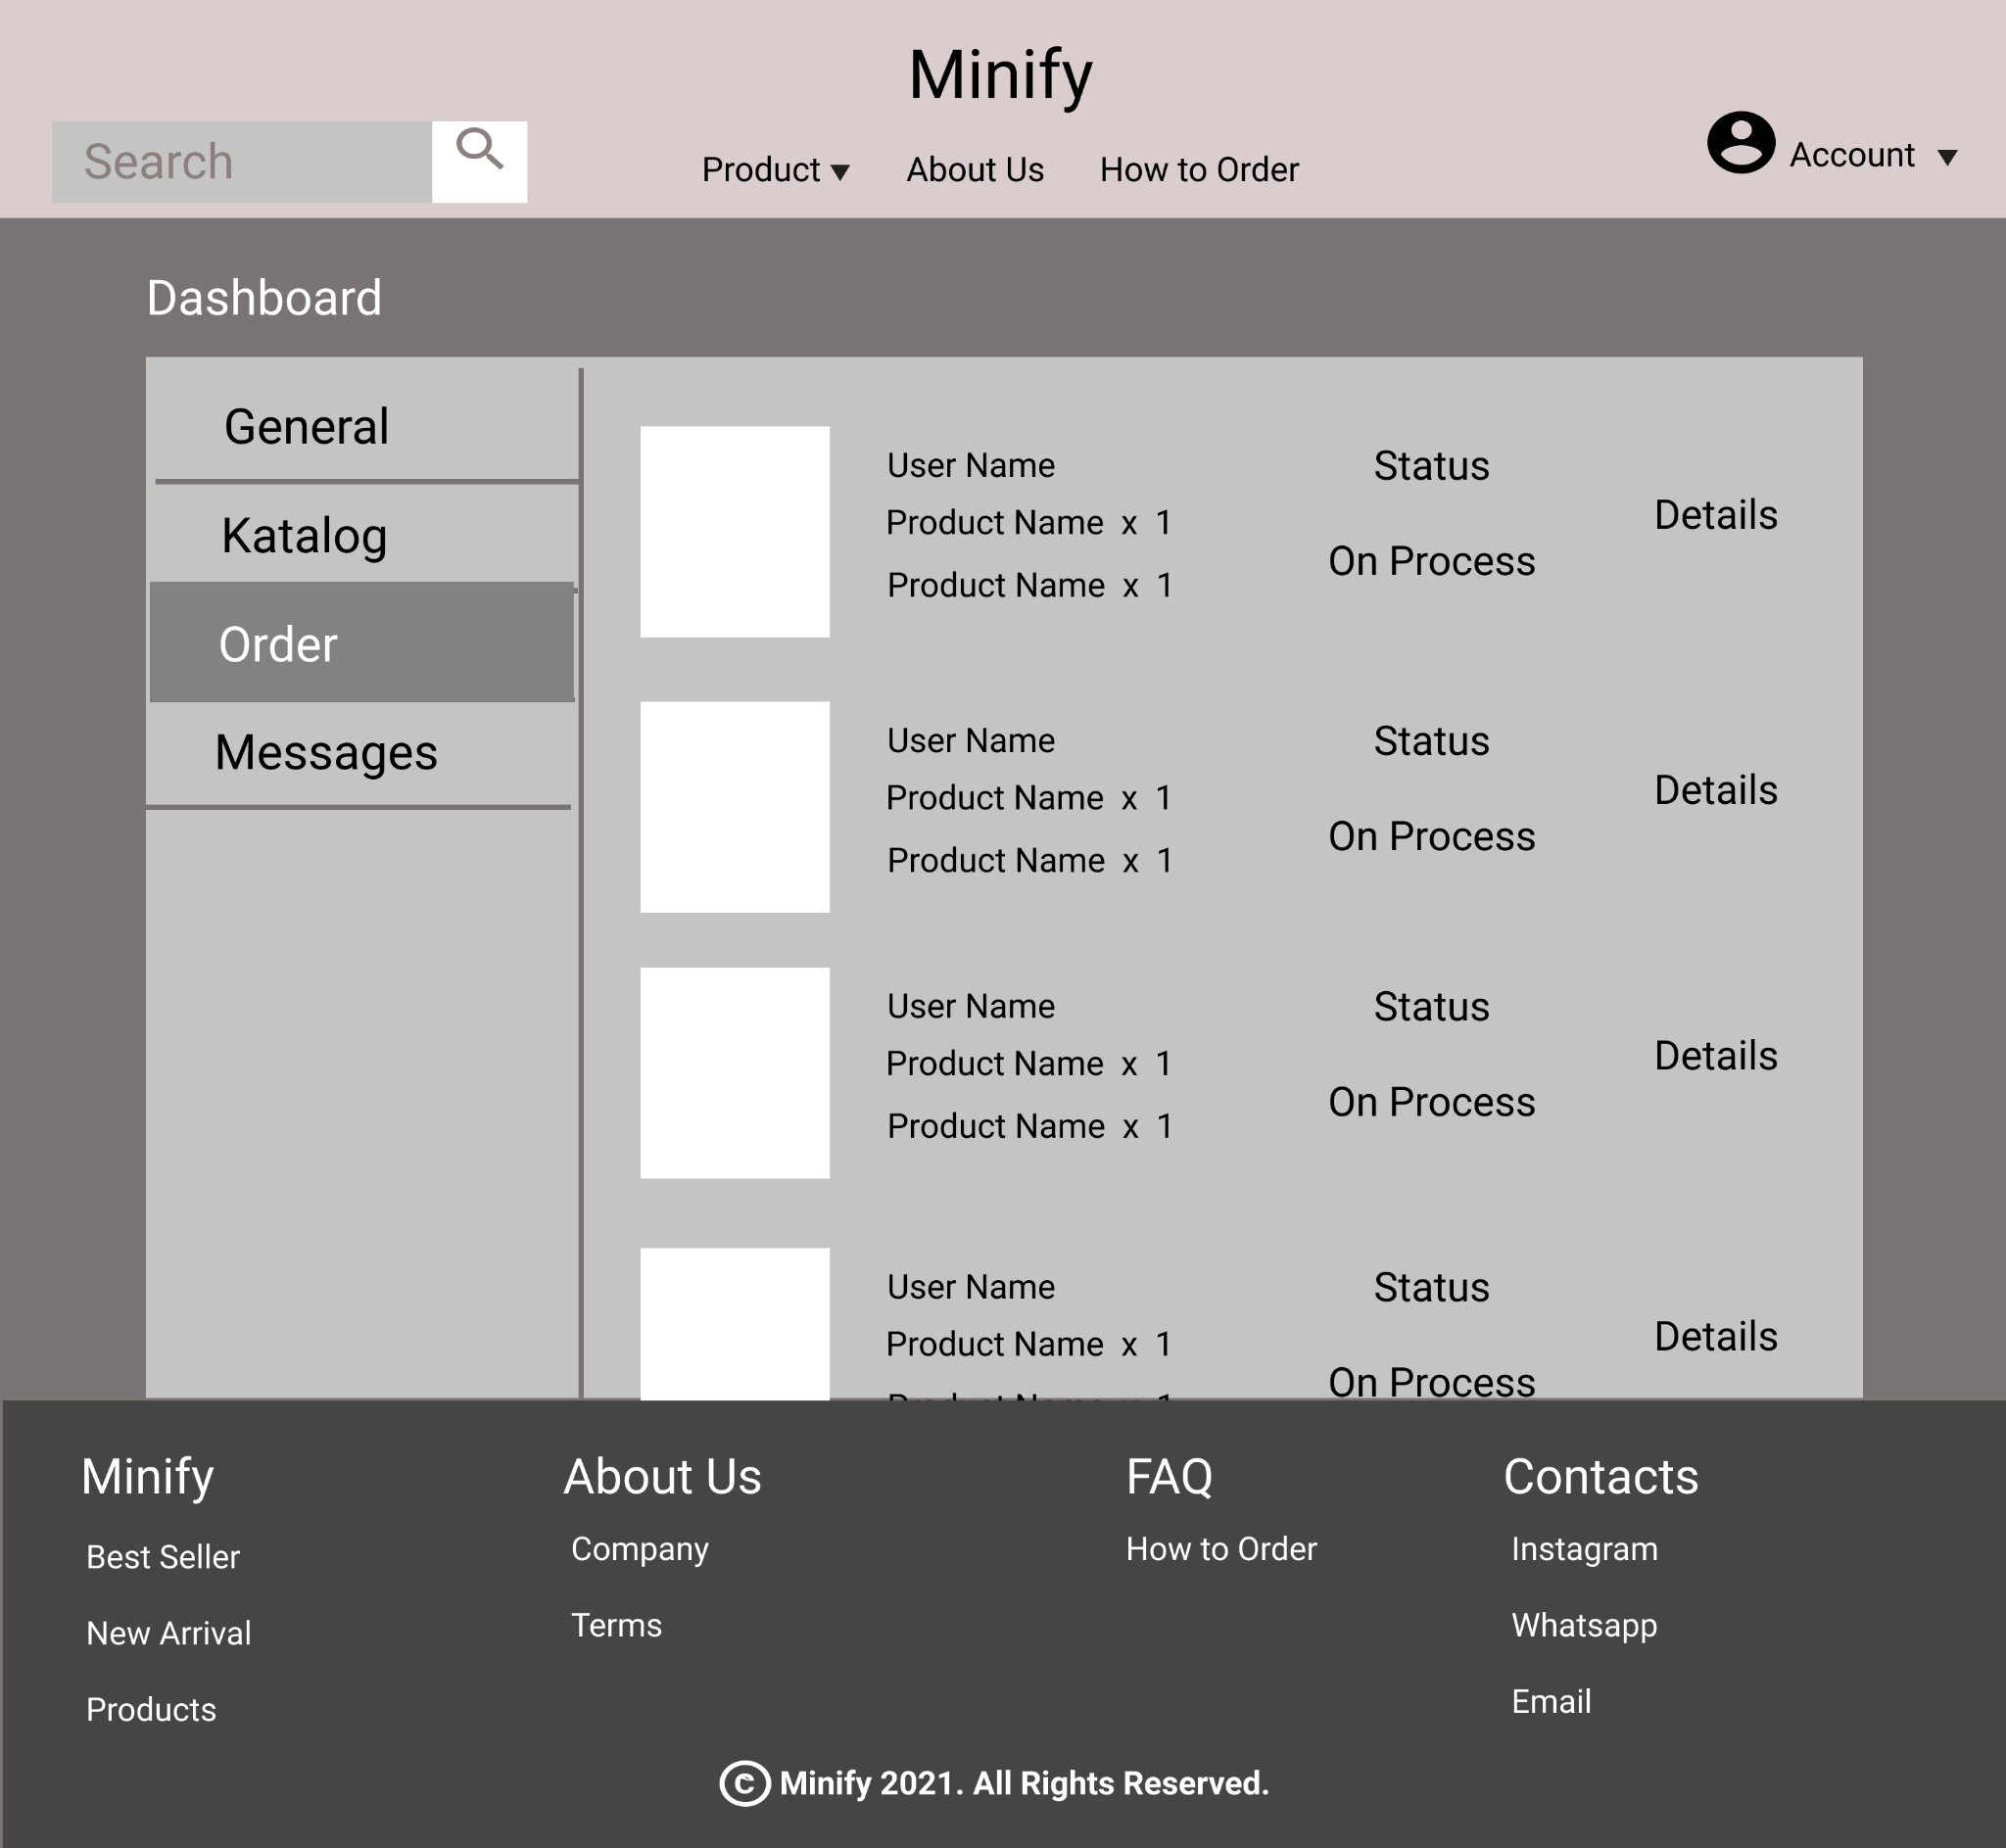 Minify
Search
Product ▼ About Us How to Order
Account ▼
Dashboard
General
Katalog
Order
Messages
User Name
Product Name x 1
Product Name x 1
Status
On Process
Details
User Name
Product Name x 1
Product Name x 1
Status
On Process
Details
User Name
Product Name x 1
Product Name x 1
Status
On Process
Details
User Name
Product Name x 1
Product Name x 1
Status
On Process
Details
Minify
Best Seller
New Arrival
Products
About Us
Company
Terms
FAQ
How to Order
Contacts
Instagram
Whatsapp
Email
© Minify 2021. All Rights Reserved.